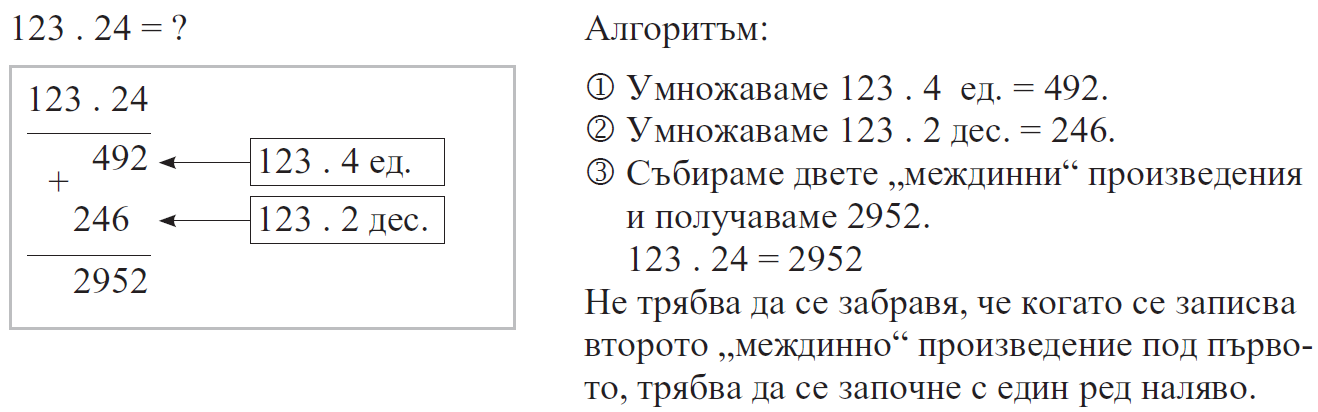 123 . 24 = ?
123 . 24
492
123 . 4 ед.
+
246
123 . 2 дес.
2952
Алгоритъм:
① Умножаваме 123 . 4 ед. = 492.
② Умножаваме 123 . 2 дес. = 246.
③ Събираме двете „междинни“ произведения
и получаваме 2952.
123 . 24 = 2952
Не трябва да се забравя, че когато се записва
второто „междинно“ произведение под първо-
то, трябва да се започне с един ред наляво.